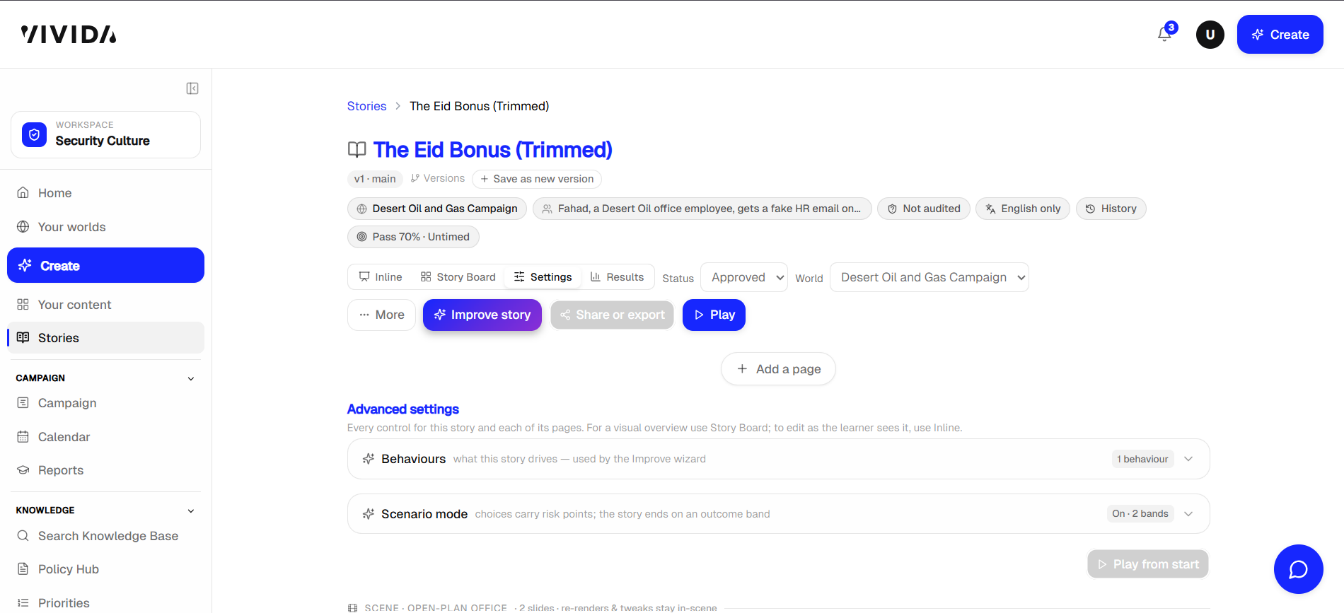 VIVIDA
3
U
Create
WORKSPACE
Security Culture
Home
Your worlds
Create
Your content
Stories
CAMPAIGN
Campaign
Calendar
Reports
KNOWLEDGE
Search Knowledge Base
Policy Hub
Priorities
Stories > The Eid Bonus (Trimmed)
The Eid Bonus (Trimmed)
v1 · main Versions + Save as new version
Desert Oil and Gas Campaign Fahad, a Desert Oil office employee, gets a fake HR email on... Not audited English only History
Pass 70% · Untimed
Inline Story Board Settings Results Status Approved World Desert Oil and Gas Campaign
··· More Improve story Share or export Play
+ Add a page
Advanced settings
Every control for this story and each of its pages. For a visual overview use Story Board; to edit as the learner sees it, use Inline.
Behaviours what this story drives — used by the Improve wizard 1 behaviour
Scenario mode choices carry risk points; the story ends on an outcome band On · 2 bands
Play from start
SCENE · OPEN-PLAN OFFICE · 2 slides · re-renders & tweaks stay in-scene